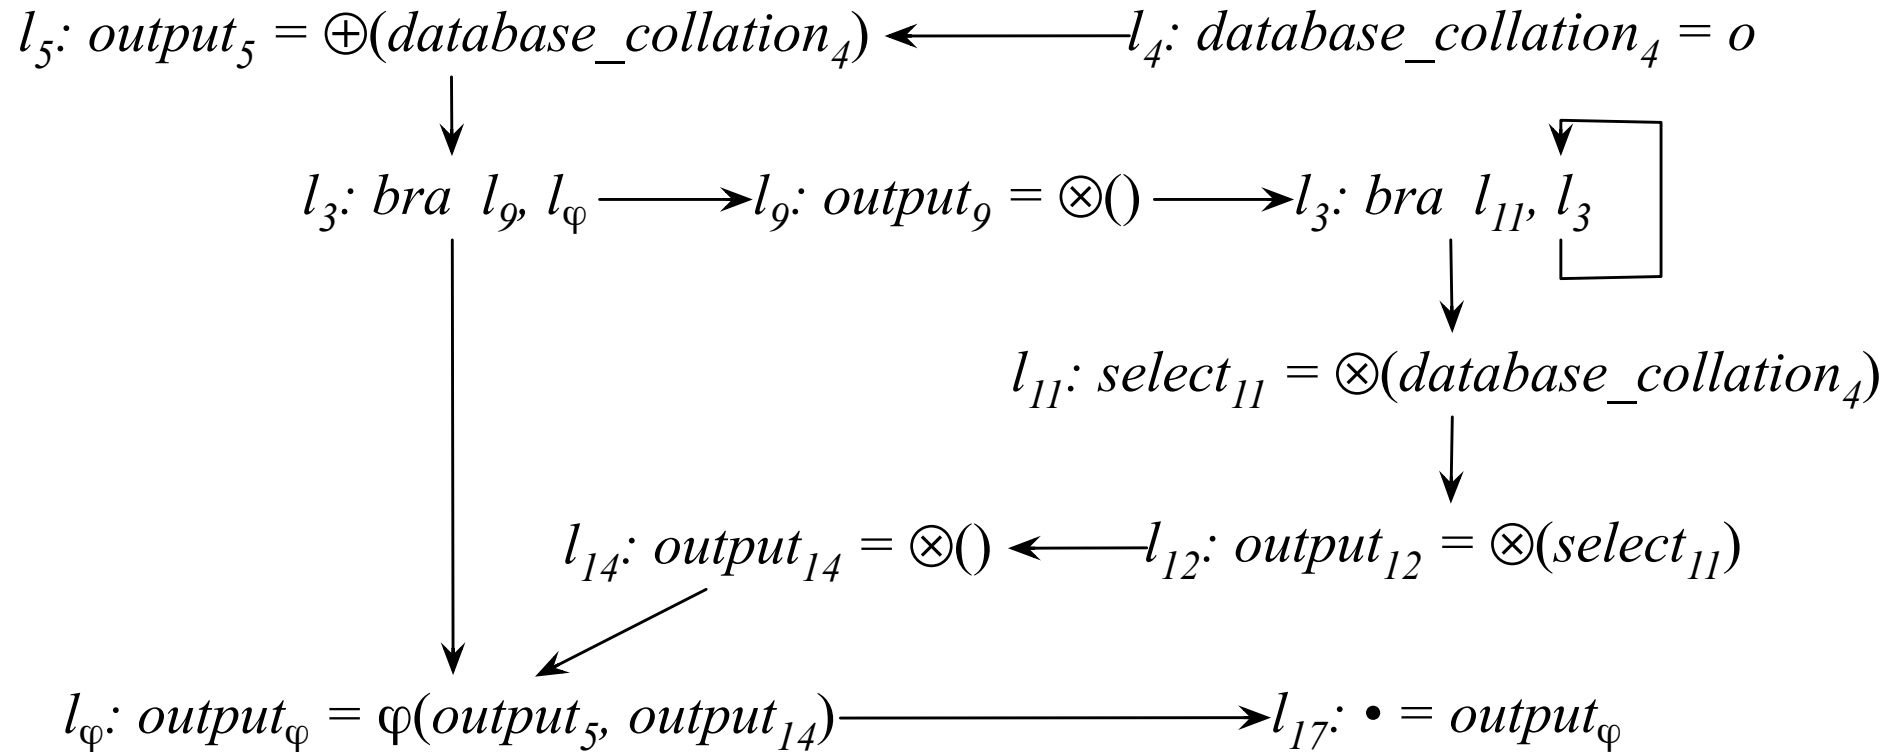 l₅: output₅ = ⊕(database_collation₄) l₄: database_collation₄ = o
l₃: bra l₉, lᵩ l₉: output₉ = ⊗() l₃: bra l₁₁, l₃
l₁₁: select₁₁ = ⊗(database_collation₄)
l₁₄: output₁₄ = ⊗() l₁₂: output₁₂ = ⊗(select₁₁)
lᵩ: outputᵩ = φ(output₅, output₁₄) l₁₇: • = outputᵩ